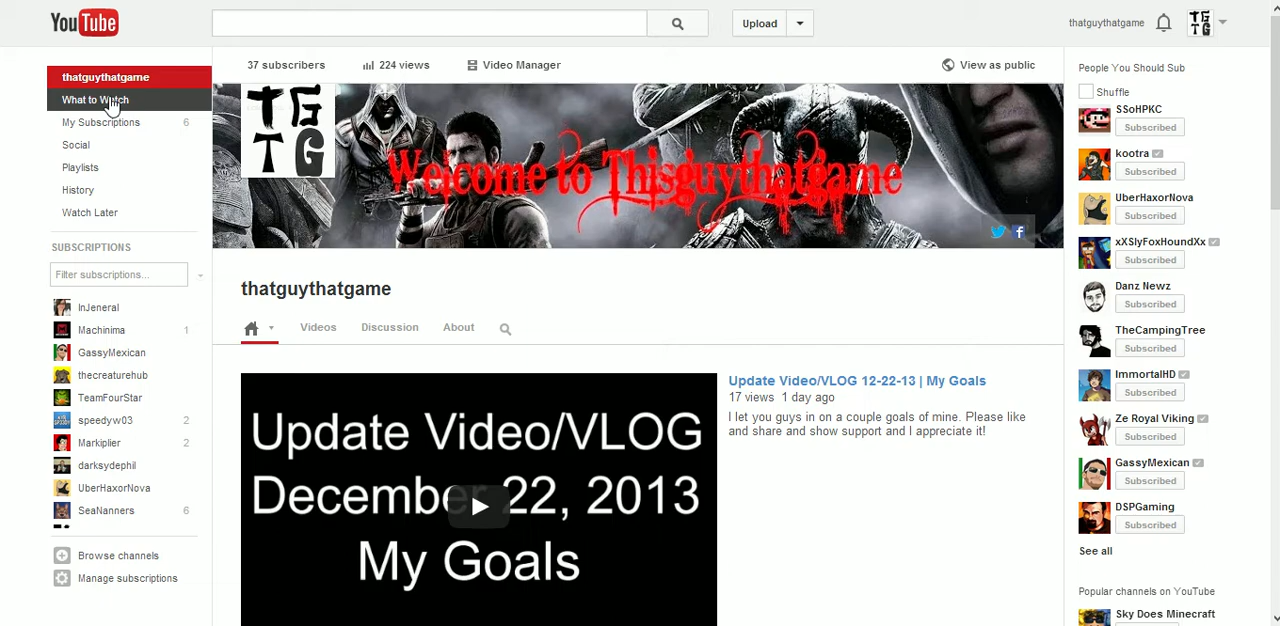 YouTube
Upload
thatguythatgame
TG
TG
thatguythatgame
What to Watch
My Subscriptions 6
Social
Playlists
History
Watch Later
SUBSCRIPTIONS
Filter subscriptions...
InJeneral
Machinima 1
GassyMexican
thecreaturehub
TeamFourStar
speedyw03 2
Markiplier 2
darksydephil
UberHaxorNova
SeaNanners 6
Browse channels
Manage subscriptions
37 subscribers 224 views Video Manager View as public
TG
TG
Welcome to Thisguythatgame
thatguythatgame
Videos Discussion About
Update Video/VLOG
December 22, 2013
My Goals
Update Video/VLOG 12-22-13 | My Goals
17 views 1 day ago
I let you guys in on a couple goals of mine. Please like
and share and show support and I appreciate it!
People You Should Sub
Shuffle
SSoHPKC
Subscribed
kootra
Subscribed
UberHaxorNova
Subscribed
xXSlyFoxHoundXx
Subscribed
Danz Newz
Subscribed
TheCampingTree
Subscribed
ImmortalHD
Subscribed
Ze Royal Viking
Subscribed
GassyMexican
Subscribed
DSPGaming
Subscribed
See all
Popular channels on YouTube
Sky Does Minecraft